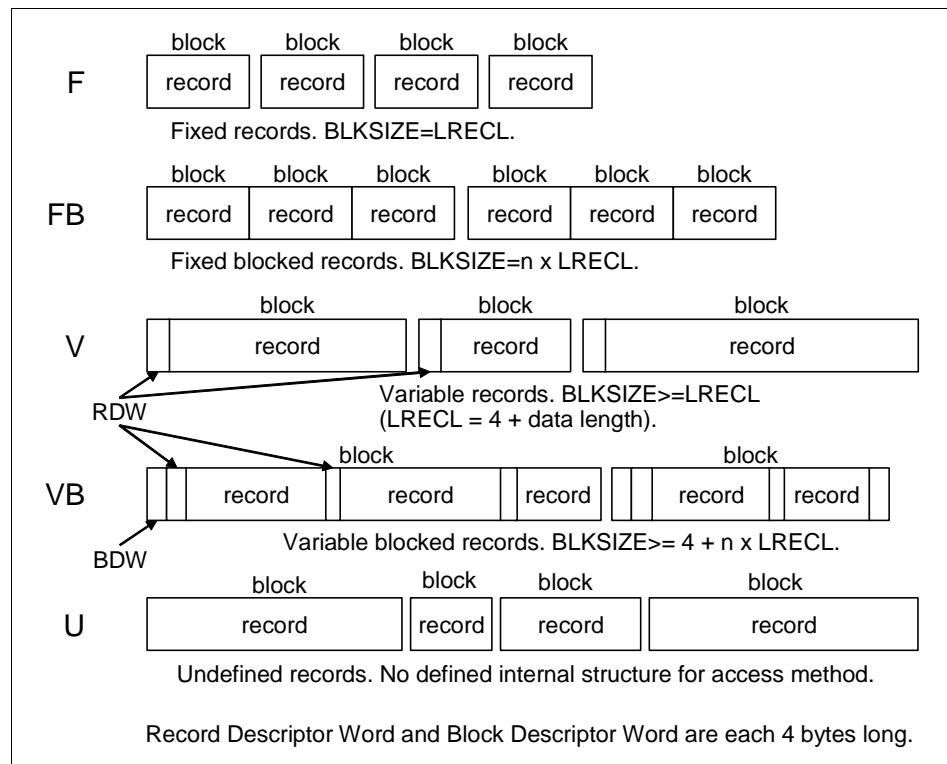 block block block block
F record record record record
Fixed records. BLKSIZE=LRECL.
block block block block block block
FB record record record record record record
Fixed blocked records. BLKSIZE=n x LRECL.
block block block
V record record record
RDW
Variable records. BLKSIZE>=LRECL
(LRECL = 4 + data length).
block block
VB record record record record record
BDW
Variable blocked records. BLKSIZE>= 4 + n x LRECL.
block block block block
U record record record record
Undefined records. No defined internal structure for access method.
Record Descriptor Word and Block Descriptor Word are each 4 bytes long.